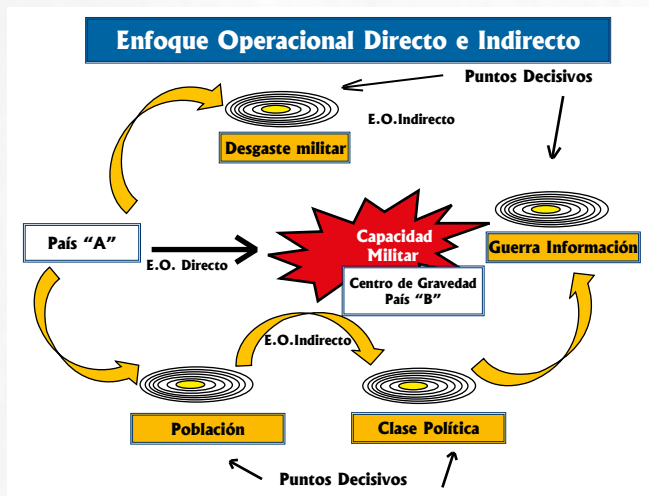 Enfoque Operacional Directo e Indirecto
Puntos Decisivos
E.O.Indirecto
Desgaste militar
País “A”
E.O. Directo
Capacidad
Militar
Centro de Gravedad
País “B”
Guerra Información
E.O.Indirecto
Población
Clase Política
Puntos Decisivos